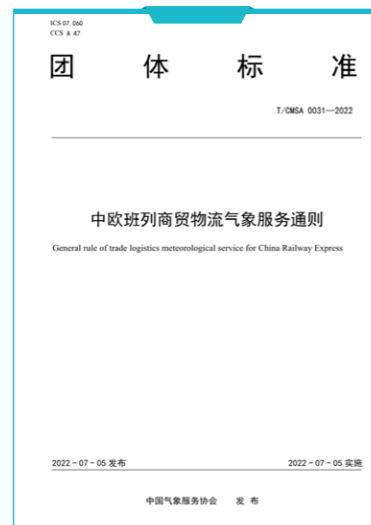 ICS 07.060
CCS A 47
团体标准
T/CMSA 0031—2022
中欧班列商贸物流气象服务通则
General rule of trade logistics meteorological service for China Railway Express
2022-07-05 发布 2022-07-05 实施
中国气象服务协会 发布